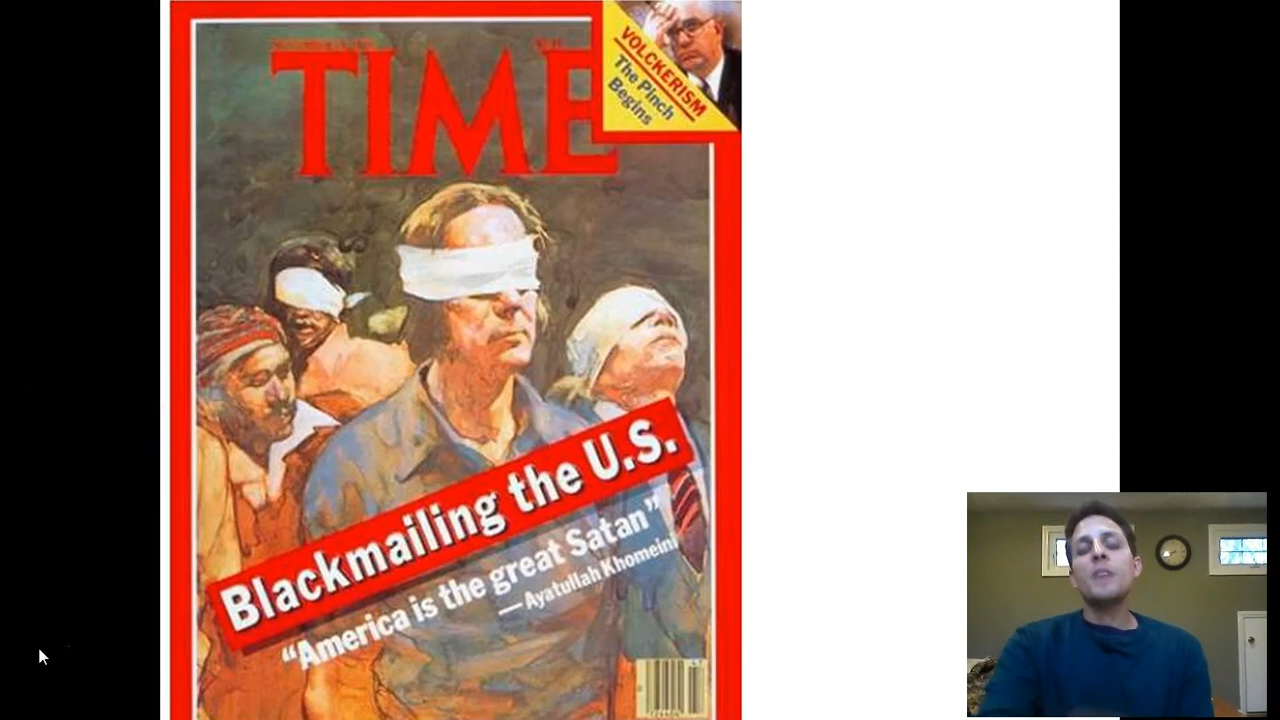 TIME
VOLCKERISM
The Pinch
Begins
Blackmailing the U.S.
“America is the great Satan”
—Ayatullah Khomeini